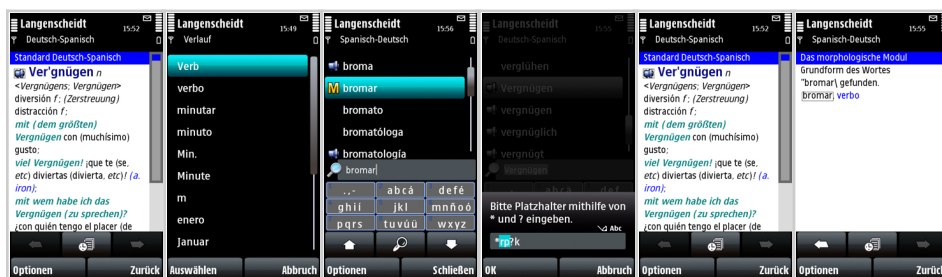 Langenscheidt
15:52
Deutsch-Spanisch
Standard Deutsch-Spanisch
Ver'gnügen n
<Vergnügens; Vergnügen>
diversión f; (Zerstreuung)
distracción f;
mit (dem größten)
Vergnügen con (muchísimo)
gusto;
viel Vergnügen! ¡que te (se,
etc) diviertas (divierta, etc)! (a.
iron);
mit wem habe ich das
Vergnügen (zu sprechen)?
¿con quién tengo el placer (de
Optionen Zurück
Langenscheidt
15:49
Verlauf
Verb
verbo
minutar
minuto
Min.
Minute
m
enero
Januar
Auswählen Abbruch
Langenscheidt
15:56
Spanisch-Deutsch
broma
M bromar
bromato
bromatóloga
bromatología
bromar
.,- abcá defé
ghií jkl mnñoó
pqrs tuvúü wxyz
Optionen Schließen
Langenscheidt
15:55
Deutsch-Spanisch
verglühen
Vergnügen
vergnügen
vergnüglich
vergnügt
Vergnügen
.,- abcä def
Bitte Platzhalter mithilfe von
* und ? eingeben.
Abc
*rp?k
OK Abbruch
Langenscheidt
15:52
Deutsch-Spanisch
Standard Deutsch-Spanisch
Ver'gnügen n
<Vergnügens; Vergnügen>
diversión f; (Zerstreuung)
distracción f;
mit (dem größten)
Vergnügen con (muchísimo)
gusto;
viel Vergnügen! ¡que te (se,
etc) diviertas (divierta, etc)! (a.
iron);
mit wem habe ich das
Vergnügen (zu sprechen)?
¿con quién tengo el placer (de
Optionen Zurück
Langenscheidt
15:55
Spanisch-Deutsch
Das morphologische Modul
Grundform des Wortes
"bromar\ gefunden.
bromar, verbo
Optionen Zurück